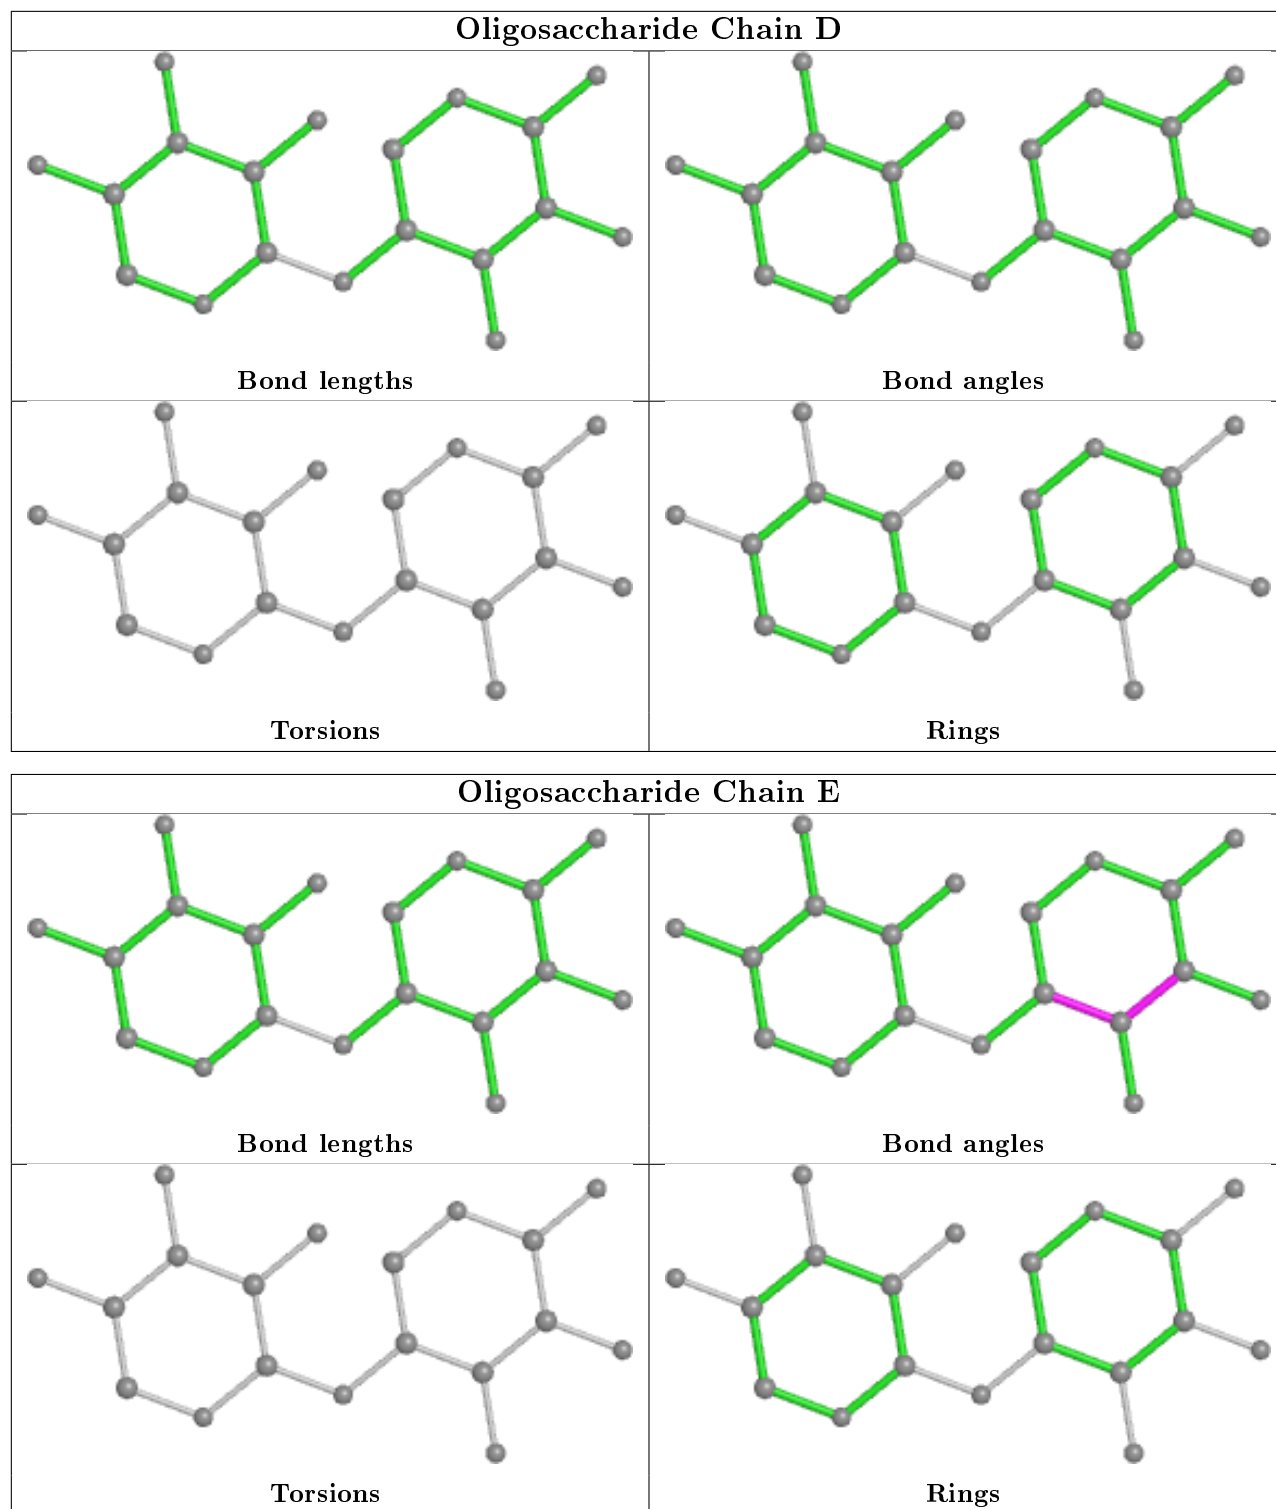 Oligosaccharide Chain D
Bond lengths
Bond angles
Torsions
Rings
Oligosaccharide Chain E
Bond lengths
Bond angles
Torsions
Rings